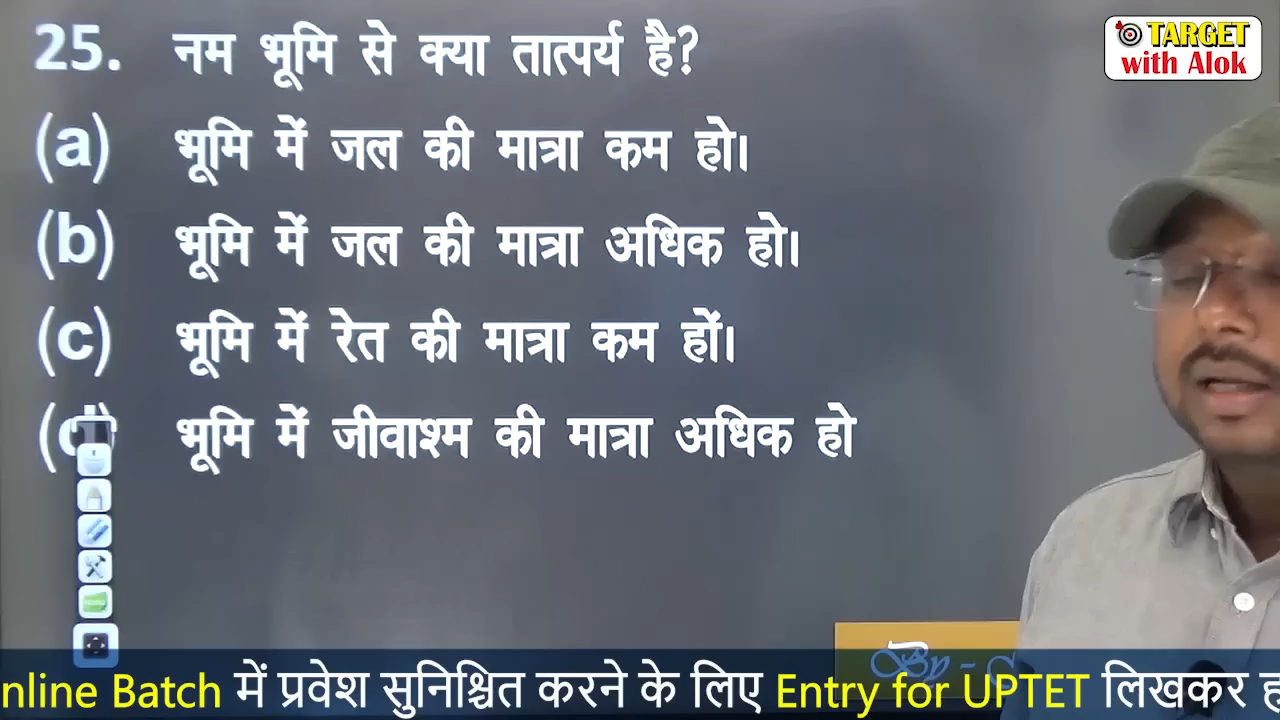 TARGET
with Alok
25. नम भूमि से क्या तात्पर्य है?
(a) भूमि में जल की मात्रा कम हो।
(b) भूमि में जल की मात्रा अधिक हो।
(c) भूमि में रेत की मात्रा कम हों।
(d) भूमि में जीवाश्म की मात्रा अधिक हो
By -
nline Batch में प्रवेश सुनिश्चित करने के लिए Entry for UPTET लिखकर ह